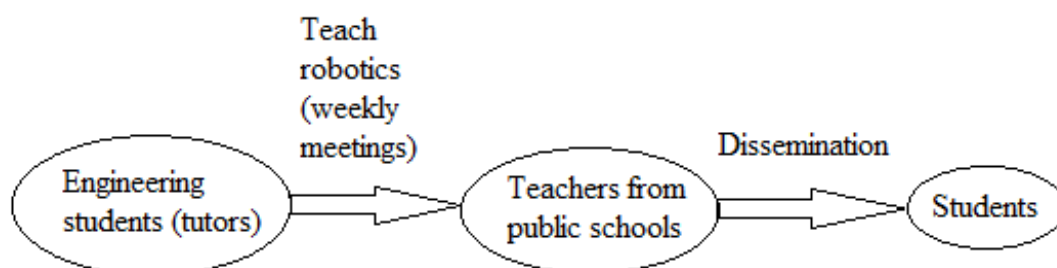 Teach
robotics
(weekly
meetings)
Dissemination
Engineering
students (tutors)
Teachers from
public schools
Students